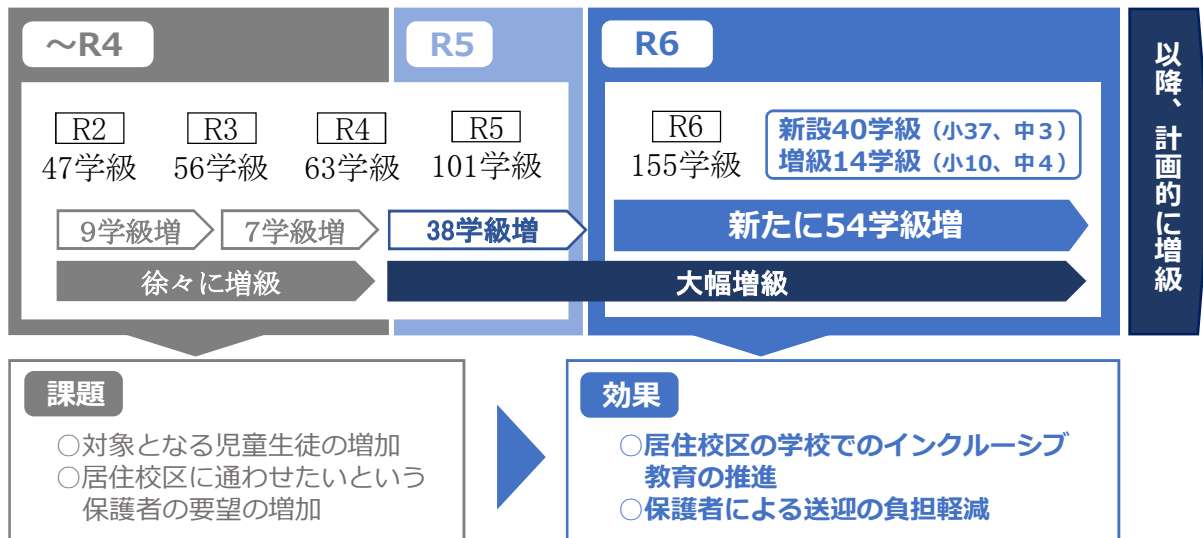 ～R4
R5
R6
R2
R3
R4
R5
R6
47学級
56学級
63学級
101学級
155学級
新設40学級（小37、中３）
増級14学級（小10、中４）
9学級増
7学級増
38学級増
新たに54学級増
徐々に増級
大幅増級
以降、計画的に増級
課題
○対象となる児童生徒の増加
○居住校区に通わせたいという
保護者の要望の増加
効果
○居住校区の学校でのインクルーシブ
教育の推進
○保護者による送迎の負担軽減